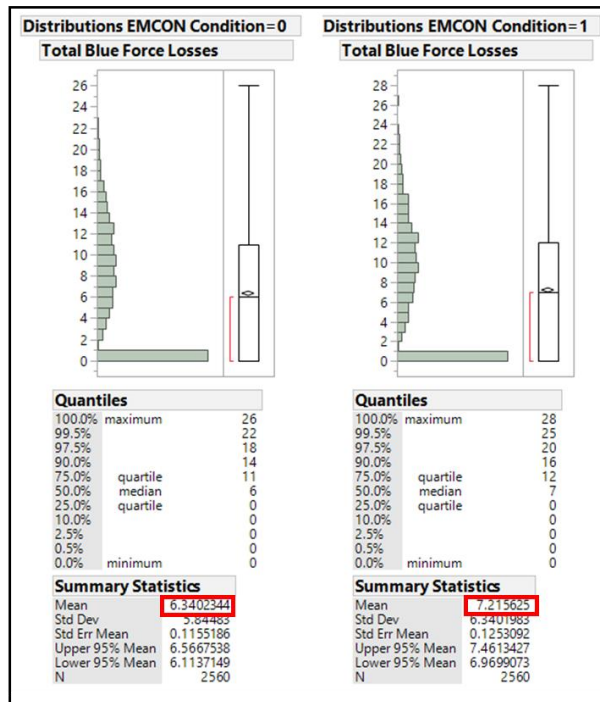 Distributions EMCON Condition=0
Total Blue Force Losses
26
24
22
20
18
16
14
12
10
8
6
4
2
0
Quantiles
100.0% maximum 26
99.5% 22
97.5% 18
90.0% 14
75.0% quartile 11
50.0% median 6
25.0% quartile 0
10.0% 0
2.5% 0
0.5% 0
0.0% minimum 0
Summary Statistics
Mean 6.3402344
Std Dev 5.84483
Std Err Mean 0.1155186
Upper 95% Mean 6.5667538
Lower 95% Mean 6.1137149
N 2560
Distributions EMCON Condition=1
Total Blue Force Losses
28
26
24
22
20
18
16
14
12
10
8
6
4
2
0
Quantiles
100.0% maximum 28
99.5% 25
97.5% 20
90.0% 16
75.0% quartile 12
50.0% median 7
25.0% quartile 0
10.0% 0
2.5% 0
0.5% 0
0.0% minimum 0
Summary Statistics
Mean 7.215625
Std Dev 6.3401983
Std Err Mean 0.1253092
Upper 95% Mean 7.4613427
Lower 95% Mean 6.9699073
N 2560